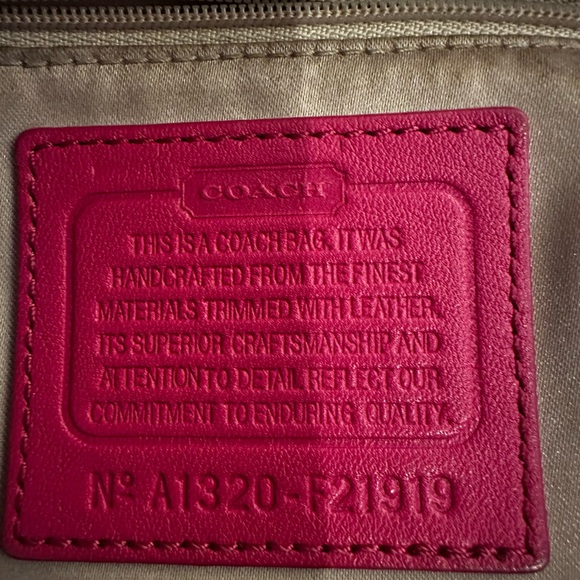 COACH
THIS IS A COACH BAG. IT WAS
HANDCRAFTED FROM THE FINEST
MATERIALS TRIMMED WITH LEATHER.
ITS SUPERIOR CRAFTSMANSHIP AND
ATTENTION TO DETAIL REFLECT OUR
COMMITMENT TO ENDURING QUALITY.
Nº A1320-F21919